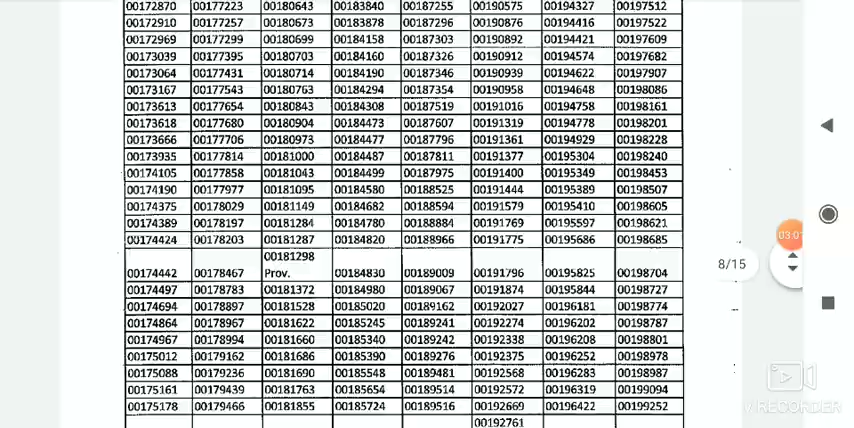 00172870 00177223 00180643 00183840 00187255 00190575 00194327 00197512
00172910 00177257 00180673 00183878 00187296 00190876 00194416 00197522
00172969 00177299 00180699 00184158 00187303 00190892 00194421 00197609
00173039 00177395 00180703 00184160 00187326 00190912 00194574 00197682
00173064 00177431 00180714 00184190 00187346 00190939 00194622 00197907
00173167 00177543 00180763 00184294 00187354 00190958 00194648 00198086
00173613 00177654 00180843 00184308 00187519 00191016 00194758 00198161
00173618 00177680 00180904 00184473 00187607 00191319 00194778 00198201
00173666 00177706 00180973 00184477 00187796 00191361 00194929 00198228
00173935 00177814 00181000 00184487 00187811 00191377 00195304 00198240
00174105 00177858 00181043 00184499 00187975 00191400 00195349 00198453
00174190 00177977 00181095 00184580 00188525 00191444 00195389 00198507
00174375 00178029 00181149 00184682 00188594 00191579 00195410 00198605
00174389 00178197 00181284 00184780 00188884 00191769 00195597 00198621
00174424 00178203 00181287 00184820 00188966 00191775 00195686 00198685
00181298
00174442 00178467 Prov. 00184830 00189009 00191796 00195825 00198704
00174497 00178783 00181372 00184980 00189067 00191874 00195844 00198727
00174694 00178897 00181528 00185020 00189162 00192027 00196181 00198774
00174864 00178967 00181622 00185245 00189241 00192274 00196202 00198787
00174967 00178994 00181660 00185340 00189242 00192338 00196208 00198801
00175012 00179162 00181686 00185390 00189276 00192375 00196252 00198978
00175088 00179236 00181690 00185548 00189481 00192568 00196283 00198987
00175161 00179439 00181763 00185654 00189514 00192572 00196319 00199094
00175178 00179466 00181855 00185724 00189516 00192669 00196422 00199252
00192761
03:01
8/15
V RECORDER